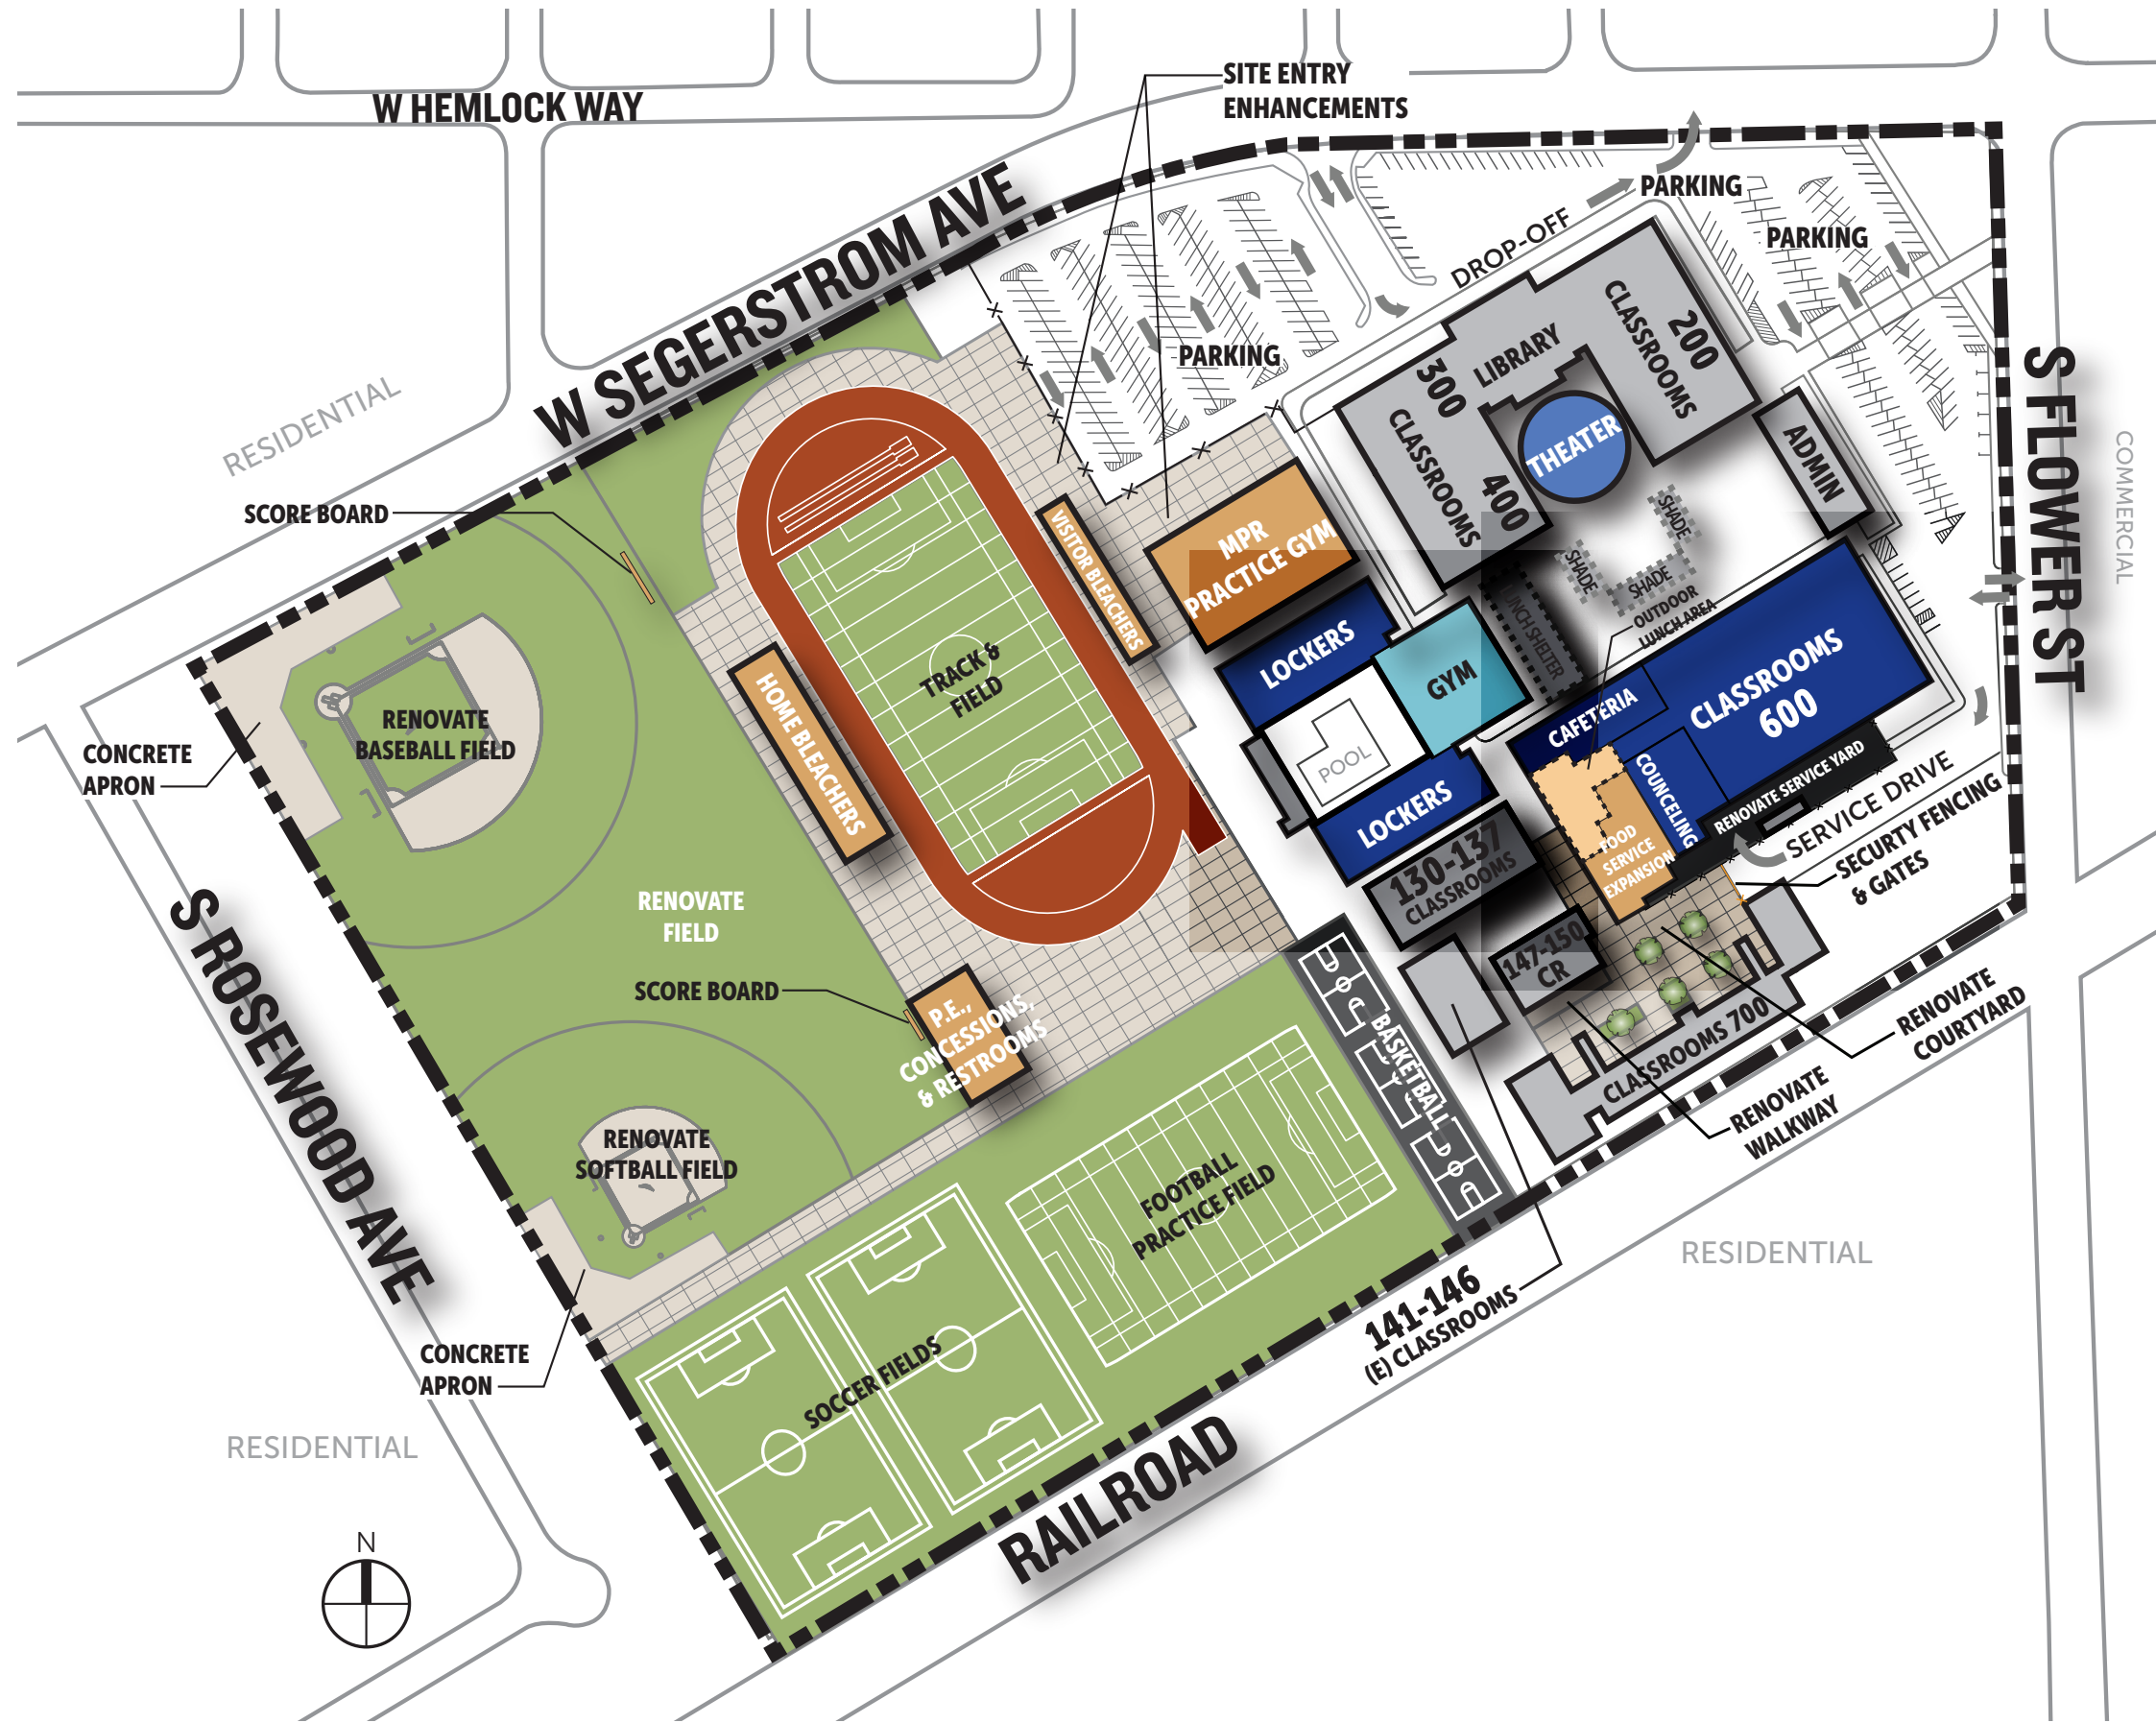 W HEMLOCK WAY
SITE ENTRY
ENHANCEMENTS
W SEGERSTROM AVE
PARKING
DROP-OFF
PARKING
PARKING
RESIDENTIAL
SCORE BOARD
CLASSROOMS
200
LIBRARY
300
CLASSROOMS
400
THEATER
ADMIN
S FLOWER ST
COMMERCIAL
SHADE
SHADE
SHADE
OUTDOOR
LUNCH AREA
LUNCH SHELTER
MPR
PRACTICE GYM
VISITOR BLEACHERS
TRACK &
FIELD
HOME BLEACHERS
LOCKERS
GYM
POOL
LOCKERS
CAFETERIA
CLASSROOMS
600
COUNCELING
FOOD
SERVICE
EXPANSION
RENOVATE SERVICE YARD
SERVICE DRIVE
SECURTY FENCING
& GATES
RENOVATE
BASEBALL FIELD
CONCRETE
APRON
RENOVATE
FIELD
130-137
CLASSROOMS
147-150
CR
SCORE BOARD
P.E.,
CONCESSIONS,
& RESTROOMS
BASKETBALL
CLASSROOMS 700
RENOVATE
COURTYARD
RENOVATE
WALKWAY
S ROSEWOOD AVE
RENOVATE
SOFTBALL FIELD
FOOTBALL
PRACTICE FIELD
SOCCER FIELDS
141-146
(E) CLASSROOMS
RESIDENTIAL
CONCRETE
APRON
RESIDENTIAL
RAILROAD
N